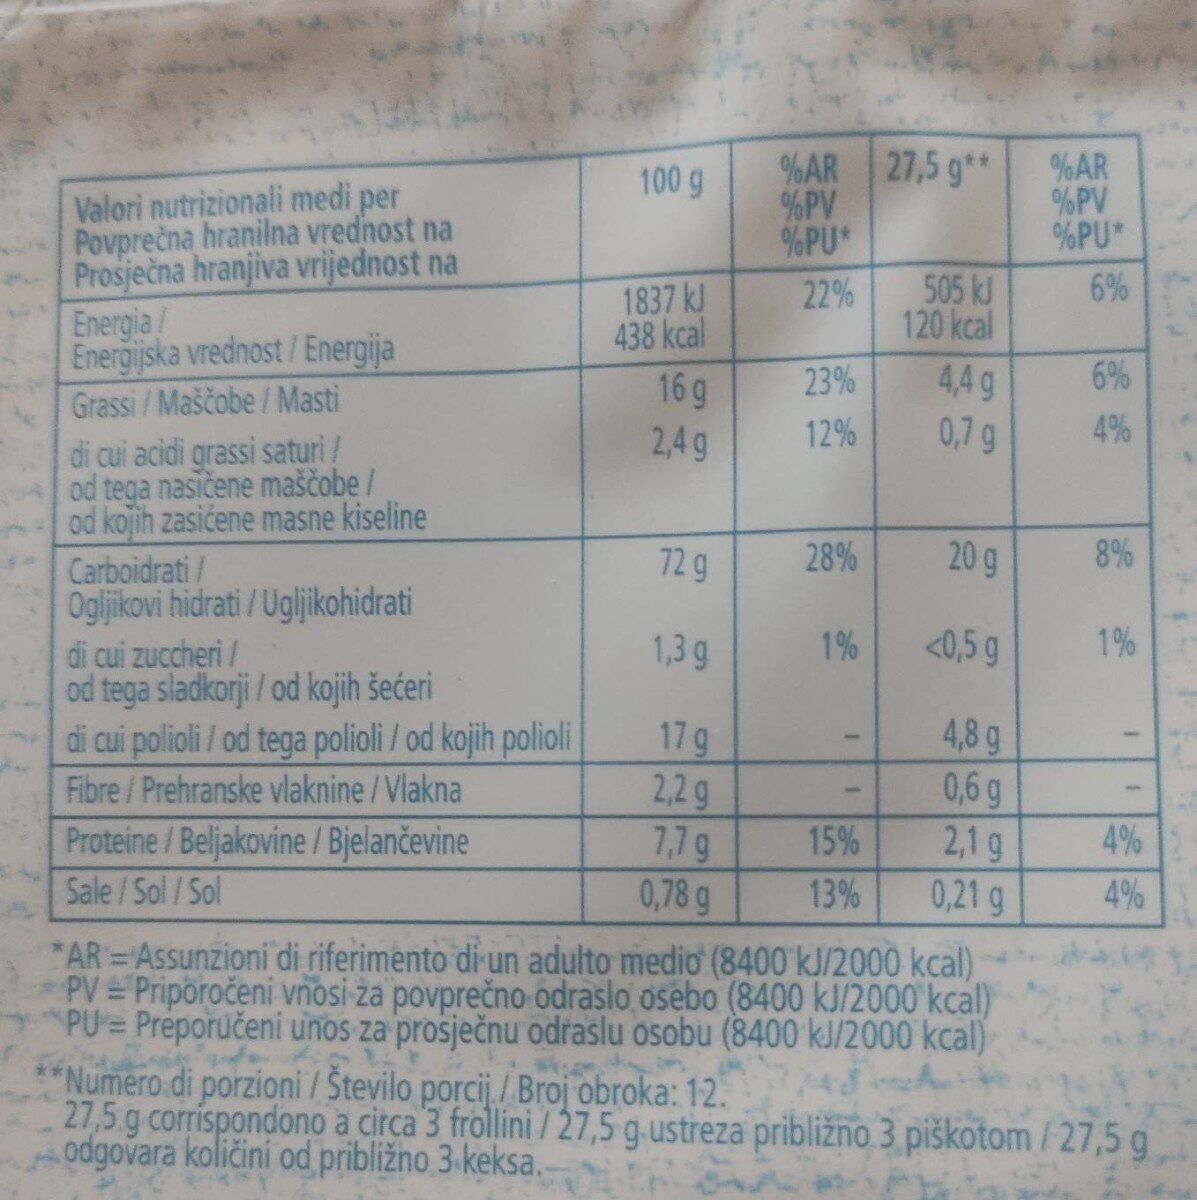 Valori nutrizionali medi per
Povprečna hranilna vrednost na
Prosječna hranjiva vrijednost na
100 g
%AR
%PV
%PU*
27,5 g**
%AR
%PV
%PU*
Energia /
Energijska vrednost / Energija
1837 kJ
438 kcal
22%
505 kJ
120 kcal
6%
Grassi / Maščobe / Masti 16 g 23% 4,4 g 6%
di cui acidi grassi saturi / 2,4 g 12% 0,7 g 4%
od tega nasičene maščobe /
od kojih zasićene masne kiseline
Carboidrati / 72 g 28% 20 g 8%
Ogljikovi hidrati / Ugljikohidrati
di cui zuccheri / 1,3 g 1% <0,5 g 1%
od tega sladkorji / od kojih šećeri
di cui polioli / od tega polioli / od kojih polioli 17 g – 4,8 g –
Fibre / Prehranske vlaknine / Vlakna 2,2 g – 0,6 g –
Proteine / Beljakovine / Bjelančevine 7,7 g 15% 2,1 g 4%
Sale / Sol / Sol 0,78 g 13% 0,21 g 4%
*AR = Assunzioni di riferimento di un adulto medio (8400 kJ/2000 kcal)
PV = Priporočeni vnosi za povprečno odraslo osebo (8400 kJ/2000 kcal)
PU = Preporučeni unos za prosječnu odraslu osobu (8400 kJ/2000 kcal)
**Numero di porzioni / Število porcij / Broj obroka: 12.
27,5 g corrispondono a circa 3 frollini / 27,5 g ustreza približno 3 piškotom / 27,5 g
odgovara količini od približno 3 keksa.